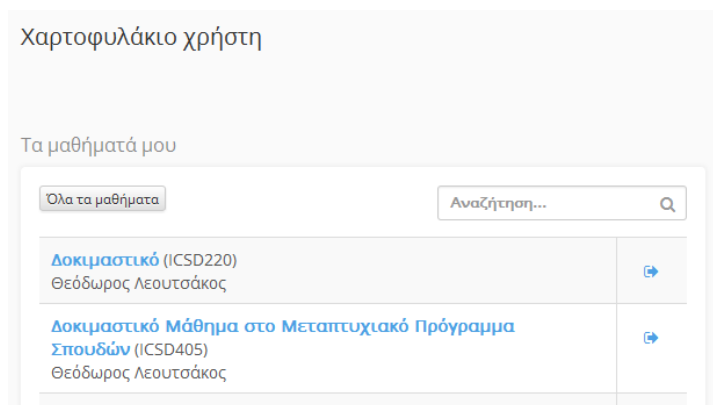 Χαρτοφυλάκιο χρήστη
Τα μαθήματά μου
Όλα τα μαθήματα
Αναζήτηση...
Δοκιμαστικό (ICSD220)
Θεόδωρος Λεουτσάκος
Δοκιμαστικό Μάθημα στο Μεταπτυχιακό Πρόγραμμα
Σπουδών (ICSD405)
Θεόδωρος Λεουτσάκος